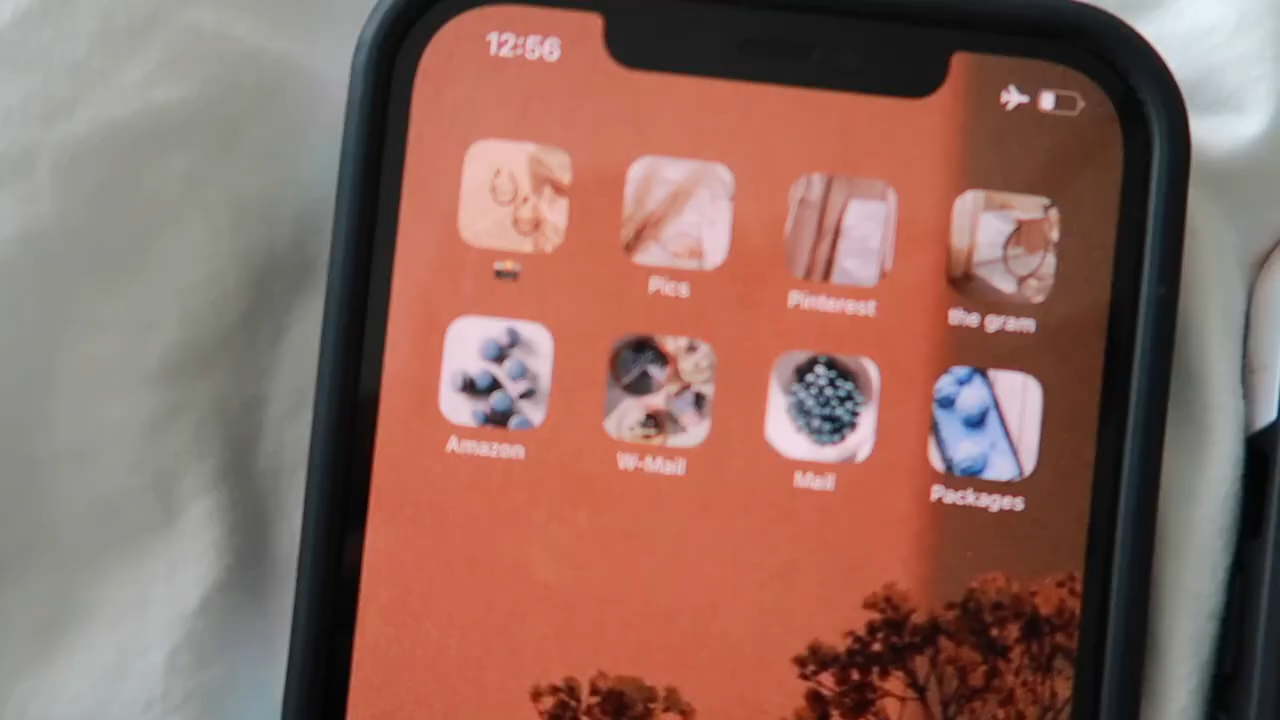 12:56
📸
Pics
Pinterest
the gram
Amazon
W-Mail
Mail
Packages